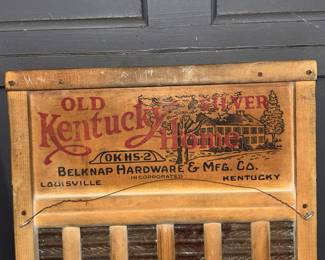 OLD SILVER
Kentucky Home
OKHS-2
BELKNAP HARDWARE & MFG. CO.
INCORPORATED
LOUISVILLE KENTUCKY